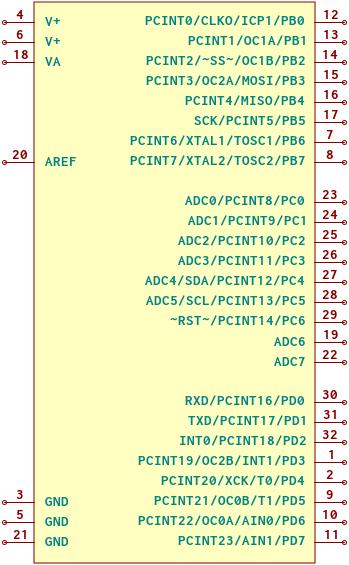 4 V+ PCINT0/CLKO/ICP1/PB0 12
6 V+ PCINT1/OC1A/PB1 13
18 VA PCINT2/~SS~/OC1B/PB2 14
PCINT3/OC2A/MOSI/PB3 15
PCINT4/MISO/PB4 16
SCK/PCINT5/PB5 17
PCINT6/XTAL1/TOSC1/PB6 7
20 AREF PCINT7/XTAL2/TOSC2/PB7 8
ADC0/PCINT8/PC0 23
ADC1/PCINT9/PC1 24
ADC2/PCINT10/PC2 25
ADC3/PCINT11/PC3 26
ADC4/SDA/PCINT12/PC4 27
ADC5/SCL/PCINT13/PC5 28
~RST~/PCINT14/PC6 29
ADC6 19
ADC7 22
RXD/PCINT16/PD0 30
TXD/PCINT17/PD1 31
INT0/PCINT18/PD2 32
PCINT19/OC2B/INT1/PD3 1
PCINT20/XCK/T0/PD4 2
3 GND PCINT21/OC0B/T1/PD5 9
5 GND PCINT22/OC0A/AIN0/PD6 10
21 GND PCINT23/AIN1/PD7 11